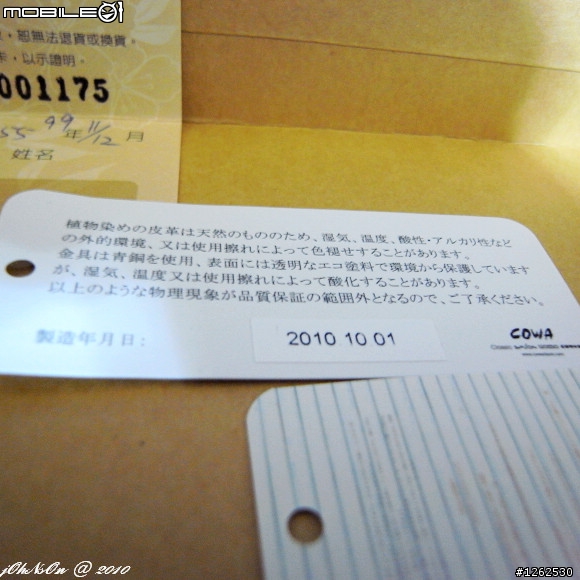 MOBILE01
，恕無法退貨或換貨。
卡，以示證明。
001175
55 99年11/12月
姓名
植物染めの皮革は天然のもののため、湿気、温度、酸性・アルカリ性など
の外的環境、又は使用擦れによって色褪せすることがあります。
金具は青銅を使用、表面には透明なエコ塗料で環境から保護しています
が、湿気、温度又は使用擦れによって酸化することがあります。
以上のような物理現象が品質保証の範囲外となるので、ご了承ください。
製造年月日：
2010 10 01
COWA
jOhNsOn @ 2010
#1262530